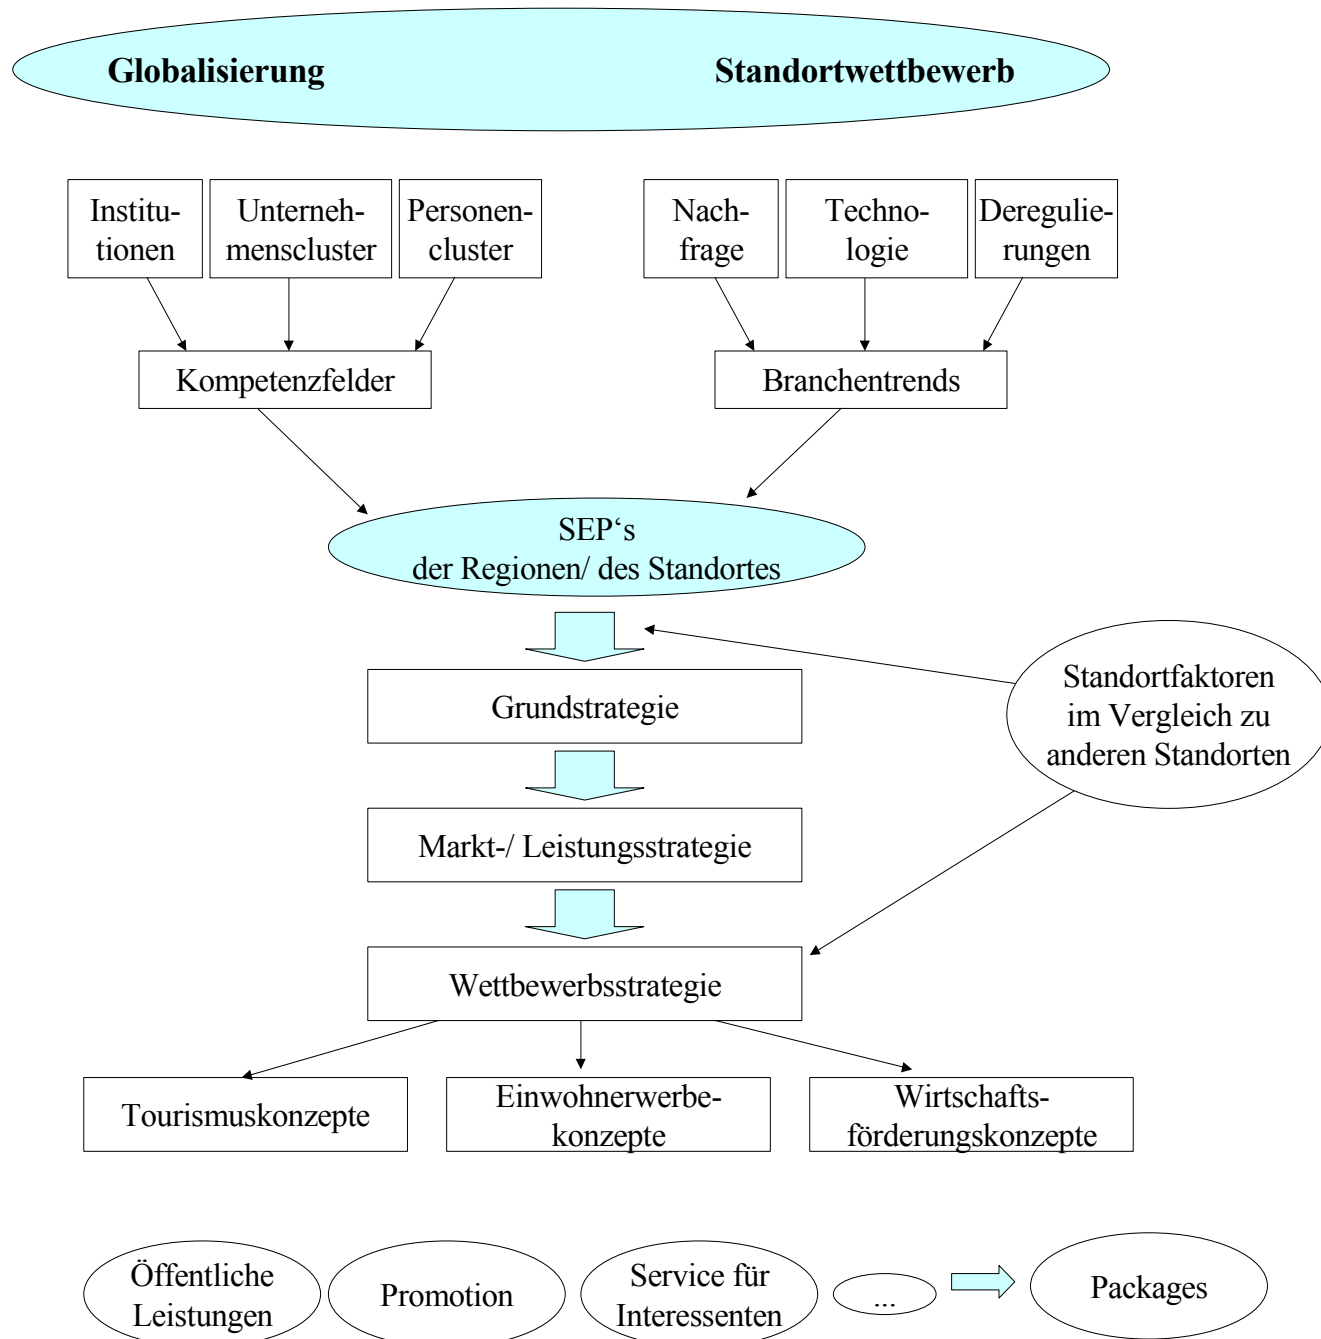 Globalisierung Standortwettbewerb
Institu-
tionen
Unterneh-
menscluster
Personen-
cluster
Nach-
frage
Techno-
logie
Deregulie-
rungen
Kompetenzfelder
Branchentrends
SEP‘s
der Regionen/ des Standortes
Grundstrategie
Standortfaktoren
im Vergleich zu
anderen Standorten
Markt-/ Leistungsstrategie
Wettbewerbsstrategie
Tourismuskonzepte
Einwohnerwerbe-
konzepte
Wirtschafts-
förderungskonzepte
Öffentliche
Leistungen
Promotion
Service für
Interessenten
...
Packages